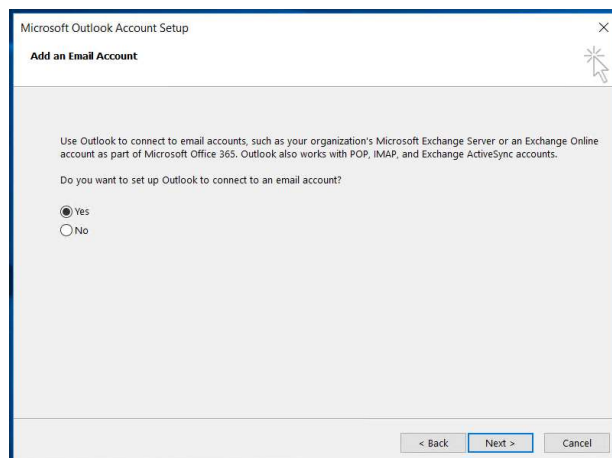 Microsoft Outlook Account Setup
Add an Email Account
Use Outlook to connect to email accounts, such as your organization's Microsoft Exchange Server or an Exchange Online
account as part of Microsoft Office 365. Outlook also works with POP, IMAP, and Exchange ActiveSync accounts.
Do you want to set up Outlook to connect to an email account?
Yes
No
< Back Next > Cancel